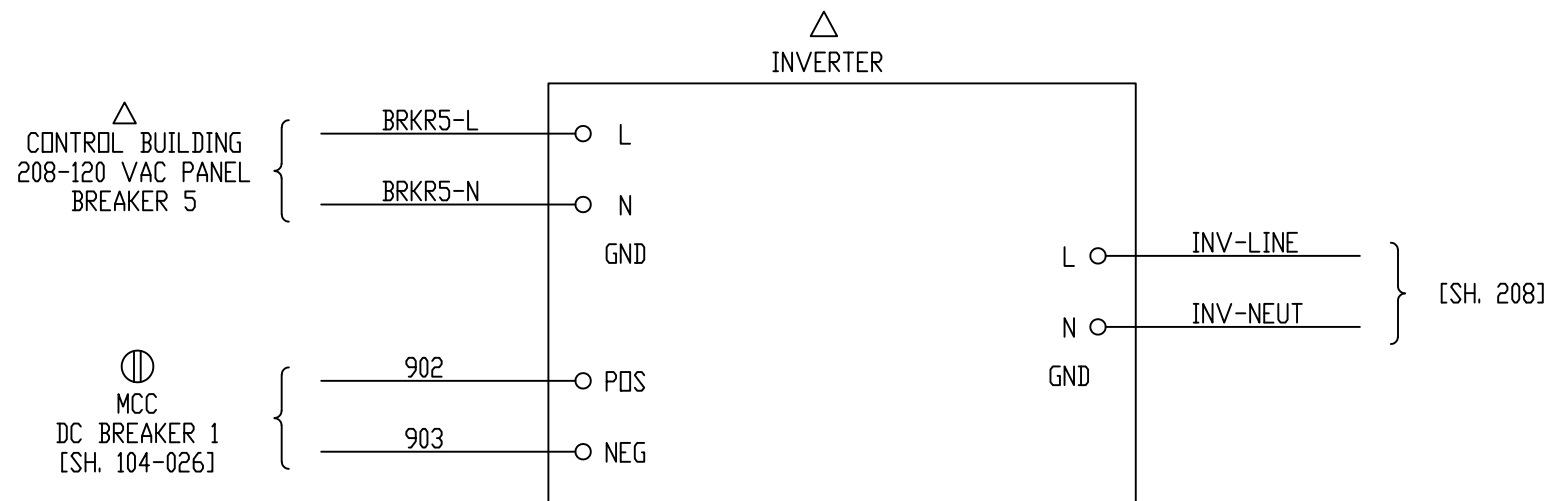 INVERTER
CONTROL BUILDING
208-120 VAC PANEL
BREAKER 5
BRKR5-L
L
BRKR5-N
N
GND
L
INV-LINE
N
INV-NEUT
[SH. 208]
GND
MCC
DC BREAKER 1
[SH. 104-026]
902
POS
903
NEG